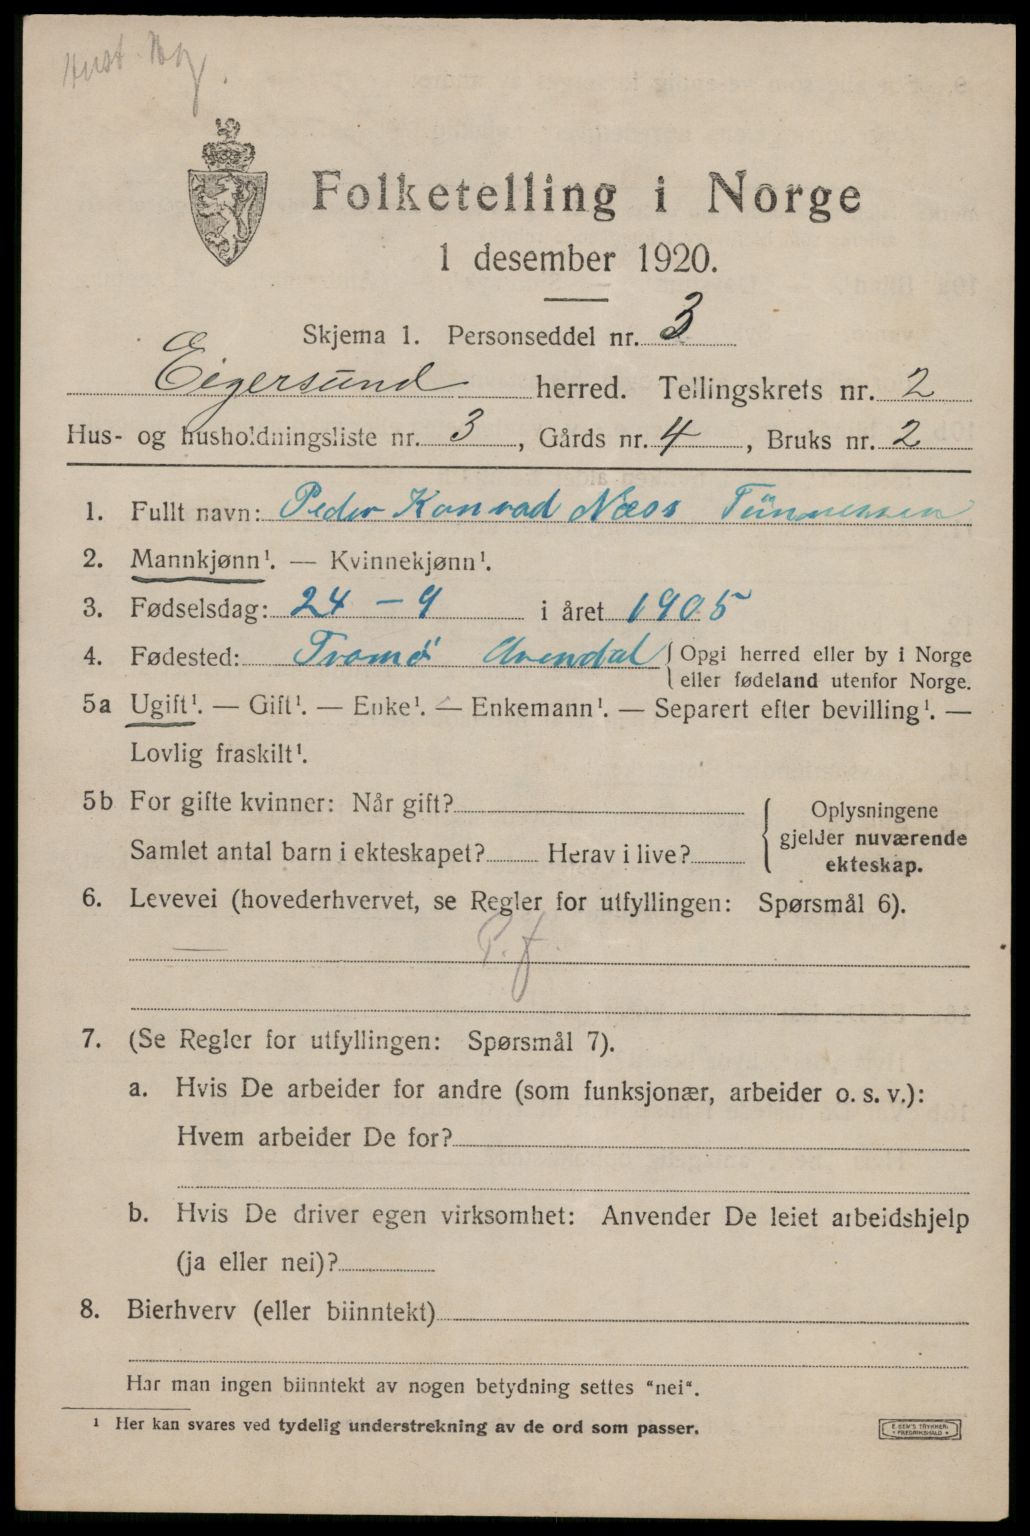 Folketelling i Norge
1 desember 1920.
Skjema 1. Personseddel nr. 3
Eigersund herred. Tellingskrets nr. 2
Hus- og husholdningsliste nr. 3, Gårds nr. 4, Bruks nr. 2
1. Fullt navn: Peder Konrad Næss Tünnessen
2. Mannkjønn¹. — Kvinnekjønn¹.
3. Fødselsdag: 24 - 9 i året 1905
4. Fødested: Tromö Arendal { Opgi herred eller by i Norge
eller fødeland utenfor Norge.
5a Ugift¹. — Gift¹. — Enke¹. — Enkemann¹. — Separert efter bevilling¹. —
Lovlig fraskilt¹.
5b For gifte kvinner: Når gift?
Samlet antal barn i ekteskapet? Herav i live?
{ Oplysningene
gjelder nuværende
ekteskap.
6. Levevei (hovederhvervet, se Regler for utfyllingen: Spørsmål 6).
P. f.
7. (Se Regler for utfyllingen: Spørsmål 7).
a. Hvis De arbeider for andre (som funksjonær, arbeider o. s. v.):
Hvem arbeider De for?
b. Hvis De driver egen virksomhet: Anvender De leiet arbeidshjelp
(ja eller nei)?
8. Bierhverv (eller biinntekt)
Har man ingen biinntekt av nogen betydning settes "nei".
¹ Her kan svares ved tydelig understrekning av de ord som passer.
E. SEM'S TRYKKERI
FREDRIKSHALD